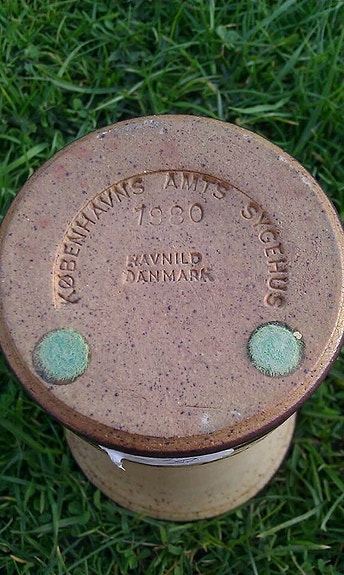 KØBENHAVNS AMTS SYGEHUS
1980
RAVNILD
DANMARK